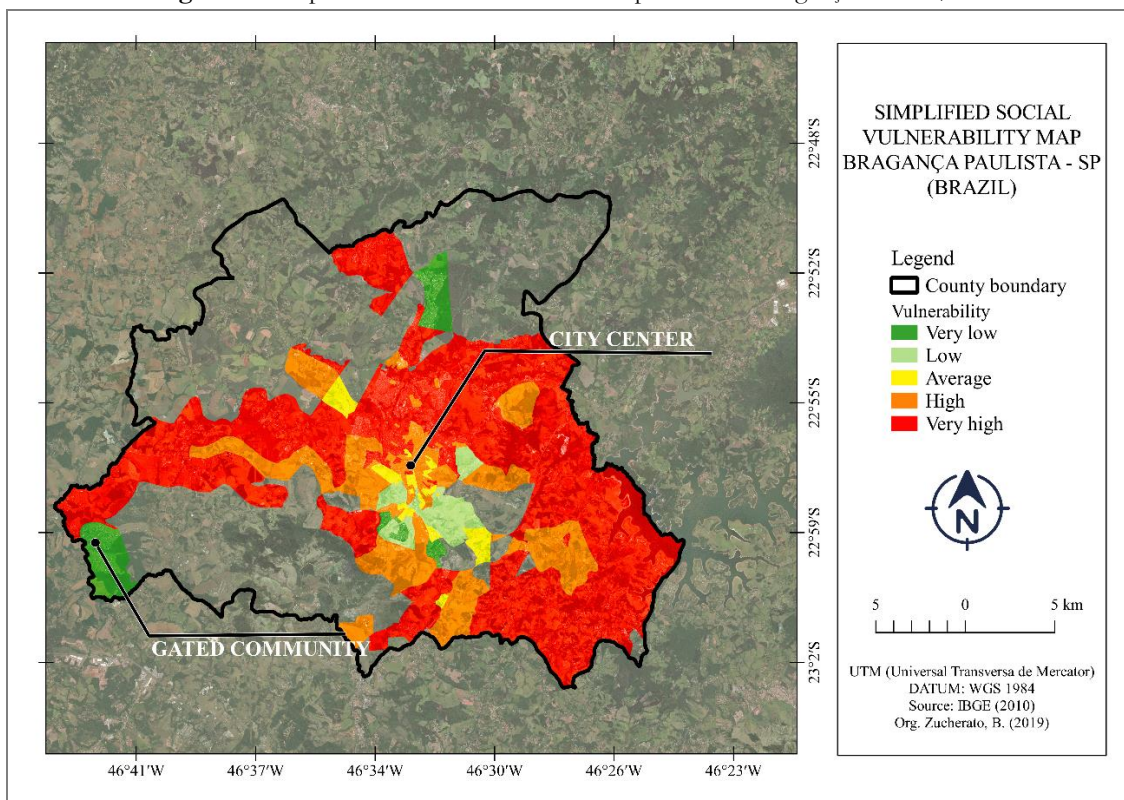 SIMPLIFIED SOCIAL
VULNERABILITY MAP
BRAGANÇA PAULISTA - SP
(BRAZIL)
Legend
County boundary
Vulnerability
Very low
Low
Average
High
Very high
N
5 0 5 km
UTM (Universal Transversa de Mercator)
DATUM: WGS 1984
Source: IBGE (2010)
Org. Zucherato, B. (2019)
CITY CENTER
GATED COMMUNITY
22°48'S
22°52'S
22°55'S
22°59'S
23°2'S
46°41'W 46°37'W 46°34'W 46°30'W 46°26'W 46°23'W